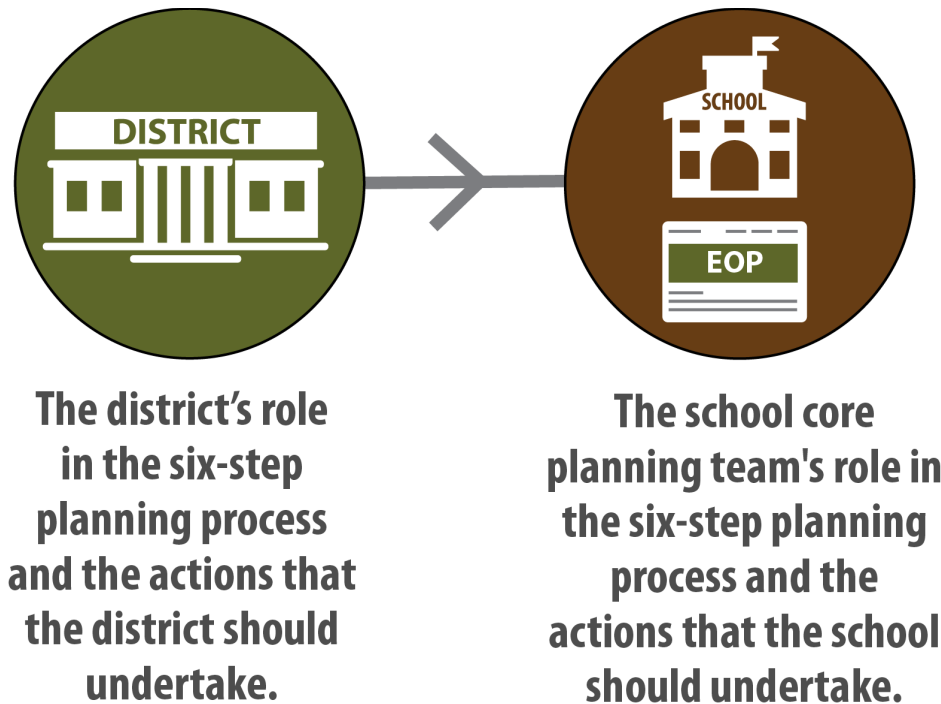 DISTRICT
SCHOOL
EOP
The district’s role
in the six-step
planning process
and the actions that
the district should
undertake.
The school core
planning team's role in
the six-step planning
process and the
actions that the school
should undertake.